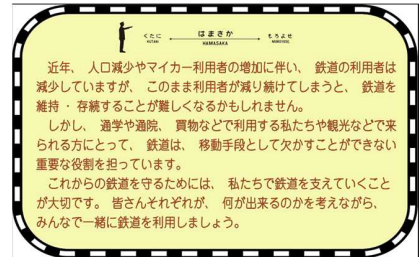 くたに はまさか もろよせ
KUTANI HAMASAKA MOROYOSE
近年、人口減少やマイカー利用者の増加に伴い、鉄道の利用者は
減少していますが、このまま利用者が減り続けてしまうと、鉄道を
維持・存続することが難しくなるかもしれません。
しかし、通学や通院、買物などで利用する私たちや観光などで来
られる方にとって、鉄道は、移動手段として欠かすことができない
重要な役割を担っています。
これからの鉄道を守るためには、私たちで鉄道を支えていくこと
が大切です。皆さんそれぞれが、何が出来るのかを考えながら、
みんなで一緒に鉄道を利用しましょう。